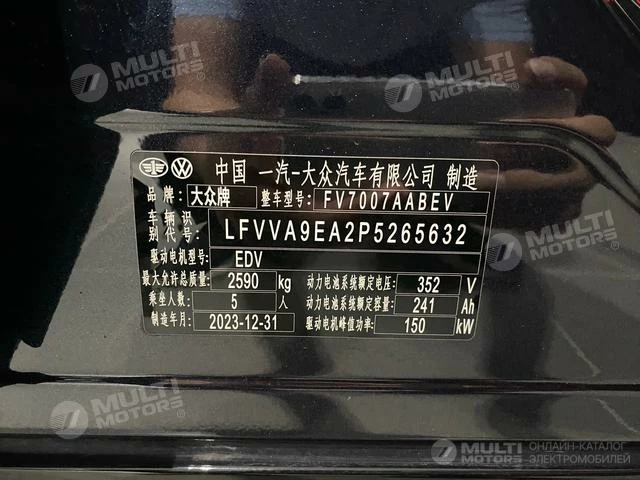 MULTI
MOTORS®
MULTI
MOTORS®
中国 一汽-大众汽车有限公司 制造
品 牌: 大众牌 整车型号: FV7007AABEV
车 辆 识
别 代 号: LFVVA9EA2P5265632
驱动电机型号: EDV
最大允许总质量: 2590 kg 动力电池系统额定电压: 352 V
乘坐人数: 5 人 动力电池系统额定容量: 241 Ah
制造年月: 2023-12-31 驱动电机峰值功率: 150 kW
MULTI
MOTORS®
MULTI
MOTORS®
MULTI
MOTORS
ОНЛАЙН-КАТАЛОГ
ЭЛЕКТРОМОБИЛЕЙ